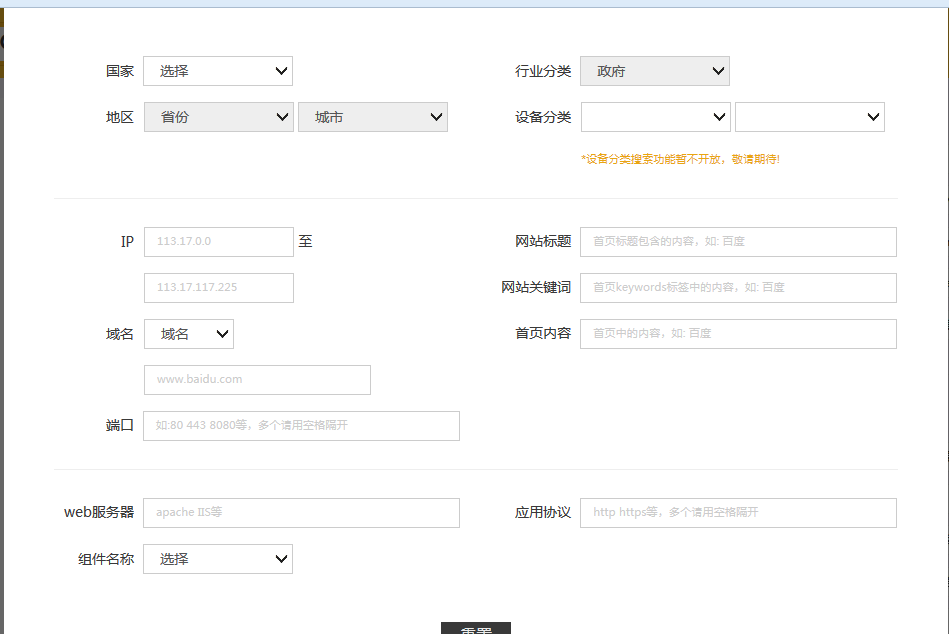 国家 选择 行业分类 政府
地区 省份 城市 设备分类
*设备分类搜索功能暂不开放，敬请期待!
IP 113.17.0.0 至 网站标题 首页标题包含的内容，如: 百度
113.17.117.225 网站关键词 首页keywords标签中的内容，如: 百度
域名 域名 首页内容 首页中的内容，如: 百度
www.baidu.com
端口 如:80 443 8080等，多个请用空格隔开
web服务器 apache IIS等 应用协议 http https等，多个请用空格隔开
组件名称 选择
重置